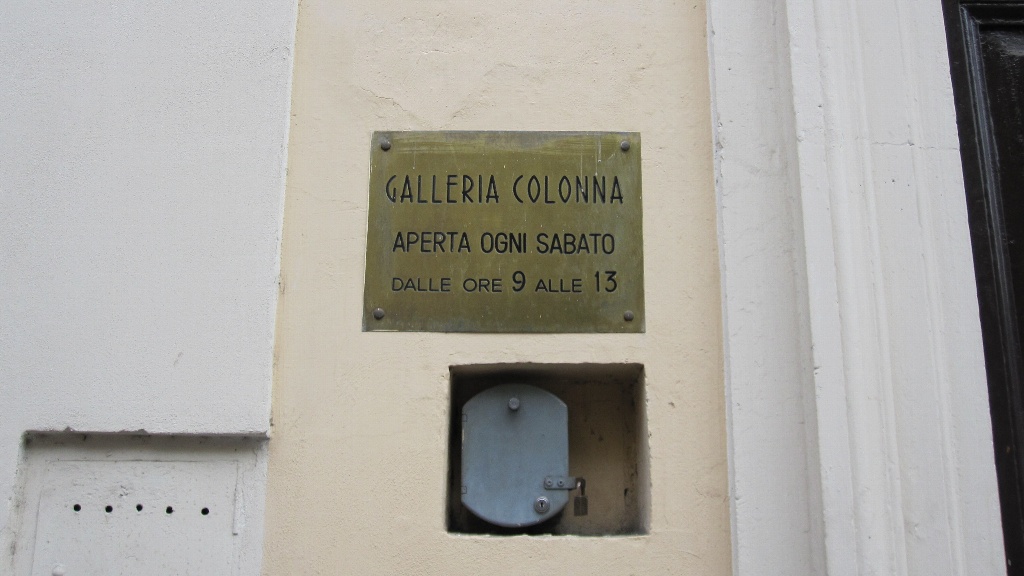 GALLERIA COLONNA
APERTA OGNI SABATO
DALLE ORE 9 ALLE 13